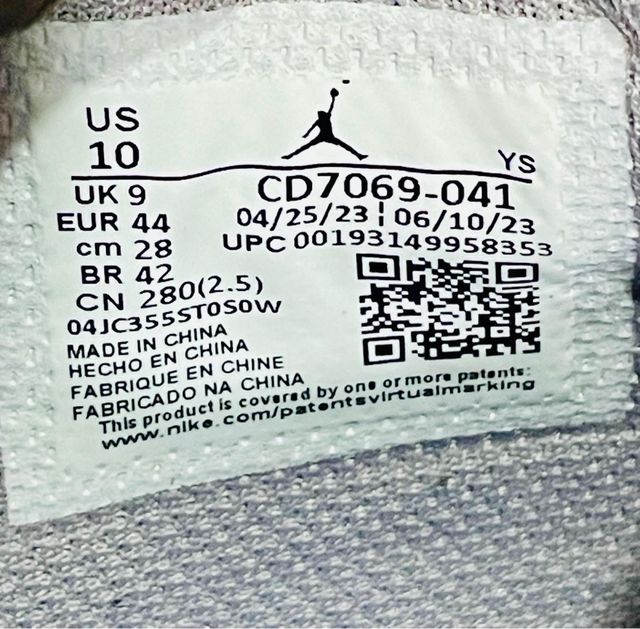 US
10
YS
UK 9
CD7069-041
EUR 44
04/25/23 ¦ 06/10/23
cm 28
UPC 00193149958353
BR 42
CN 280(2.5)
04JC355ST0S0W
MADE IN CHINA
HECHO EN CHINA
FABRIQUE EN CHINE
FABRICADO NA CHINA
This product is covered by one or more patents:
www.nike.com/patentsvirtualmarking